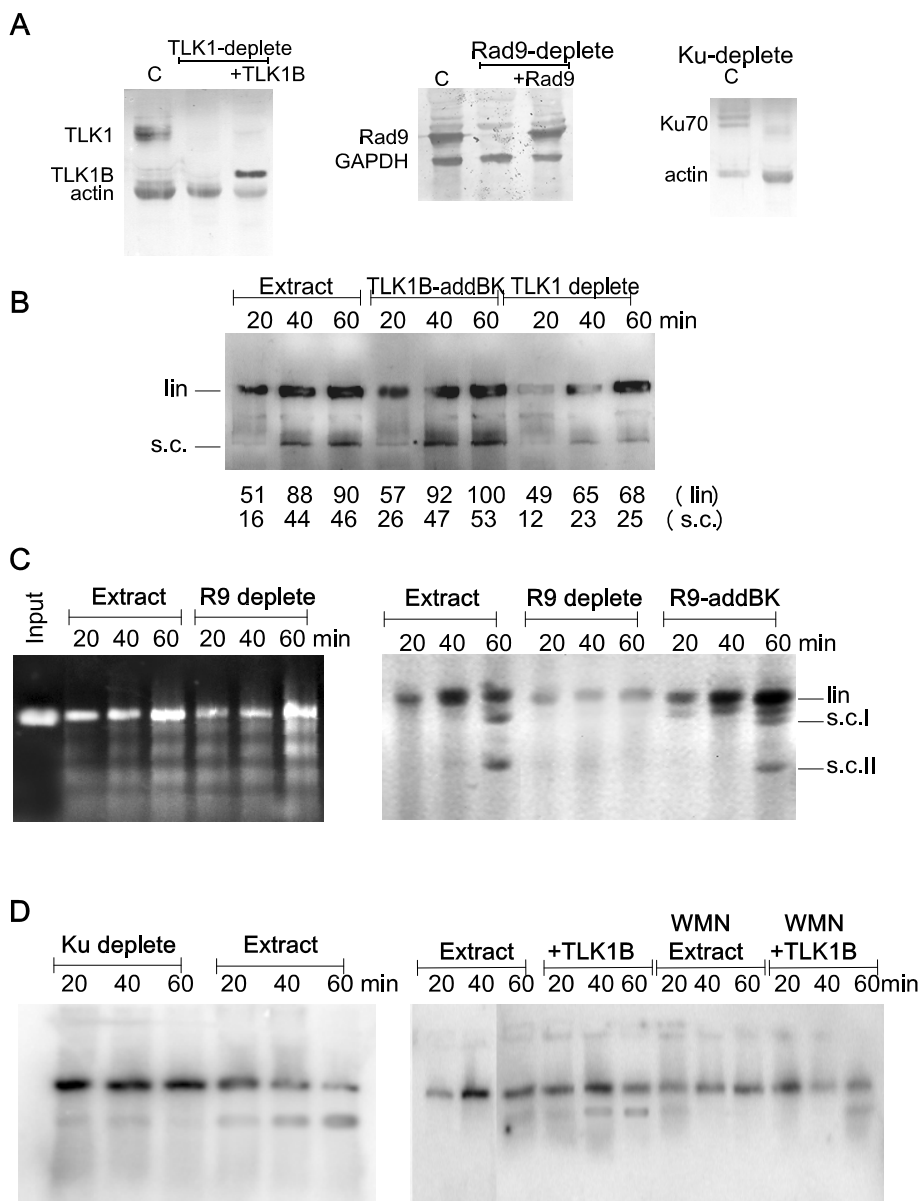 A
TLK1-deplete
C +TLK1B
TLK1
TLK1B
actin
Rad9-deplete
C +Rad9
Rad9
GAPDH
Ku-deplete
C
Ku70
actin
B
Extract TLK1B-addBK TLK1 deplete
20 40 60 20 40 60 20 40 60 min
lin
s.c.
51 88 90 57 92 100 49 65 68 ( lin)
16 44 46 26 47 53 12 23 25 ( s.c.)
C
Input
Extract R9 deplete
20 40 60 20 40 60 min
Extract R9 deplete R9-addBK
20 40 60 20 40 60 20 40 60 min
lin
s.c.I
s.c.II
D
Ku deplete Extract
20 40 60 20 40 60 min
Extract +TLK1B WMN Extract WMN +TLK1B
20 40 60 20 40 60 20 40 60 20 40 60 min